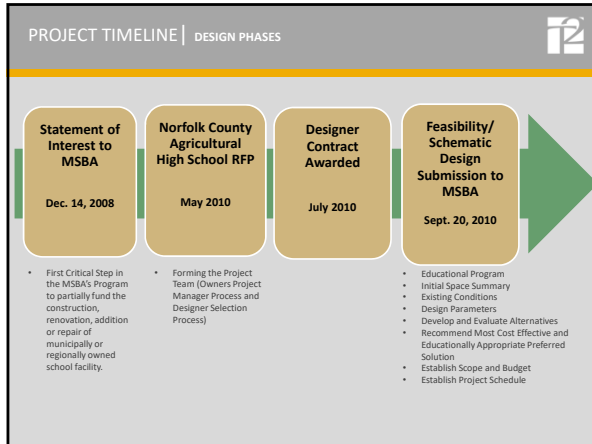 PROJECT TIMELINE| DESIGN PHASES
Statement of
Interest to
MSBA
Dec. 14, 2008
Norfolk County
Agricultural
High School RFP
May 2010
Designer
Contract
Awarded
July 2010
Feasibility/
Schematic
Design
Submission to
MSBA
Sept. 20, 2010
• First Critical Step in
the MSBA's Program
to partially fund the
construction,
renovation, addition
or repair of
municipally or
regionally owned
school facility.
• Forming the Project
Team (Owners Project
Manager Process and
Designer Selection
Process)
• Educational Program
• Initial Space Summary
• Existing Conditions
• Design Parameters
• Develop and Evaluate Alternatives
• Recommend Most Cost Effective and
Educationally Appropriate Preferred
Solution
• Establish Scope and Budget
• Establish Project Schedule